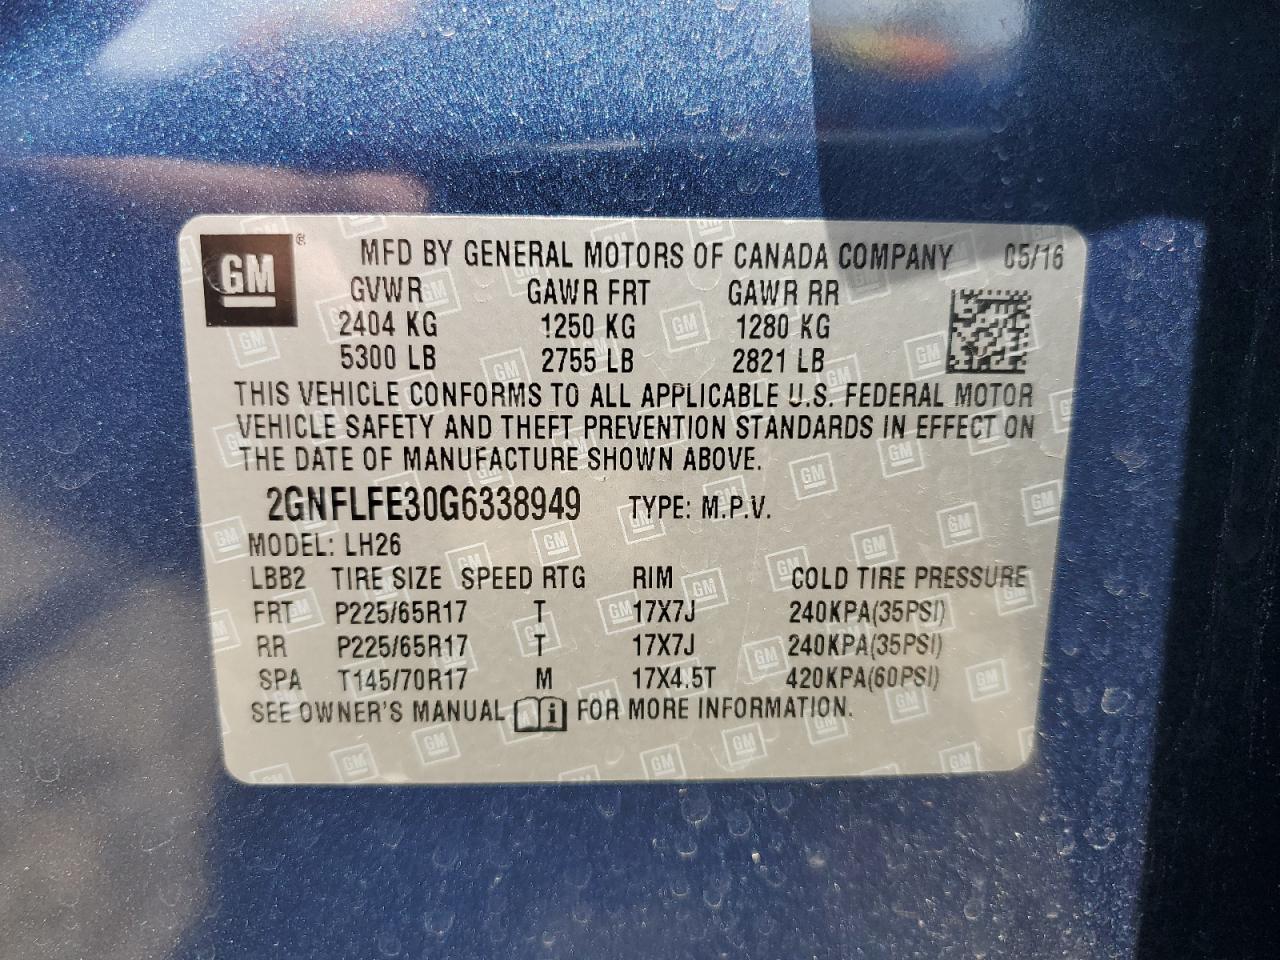 GM ® MFD BY GENERAL MOTORS OF CANADA COMPANY 05/16
GVWR GAWR FRT GAWR RR
2404 KG 1250 KG 1280 KG
5300 LB 2755 LB 2821 LB
THIS VEHICLE CONFORMS TO ALL APPLICABLE U.S. FEDERAL MOTOR
VEHICLE SAFETY AND THEFT PREVENTION STANDARDS IN EFFECT ON
THE DATE OF MANUFACTURE SHOWN ABOVE.
2GNFLFE30G6338949 TYPE: M.P.V.
MODEL: LH26
LBB2 TIRE SIZE SPEED RTG RIM COLD TIRE PRESSURE
FRT P225/65R17 T 17X7J 240KPA(35PSI)
RR P225/65R17 T 17X7J 240KPA(35PSI)
SPA T145/70R17 M 17X4.5T 420KPA(60PSI)
SEE OWNER'S MANUAL i FOR MORE INFORMATION.